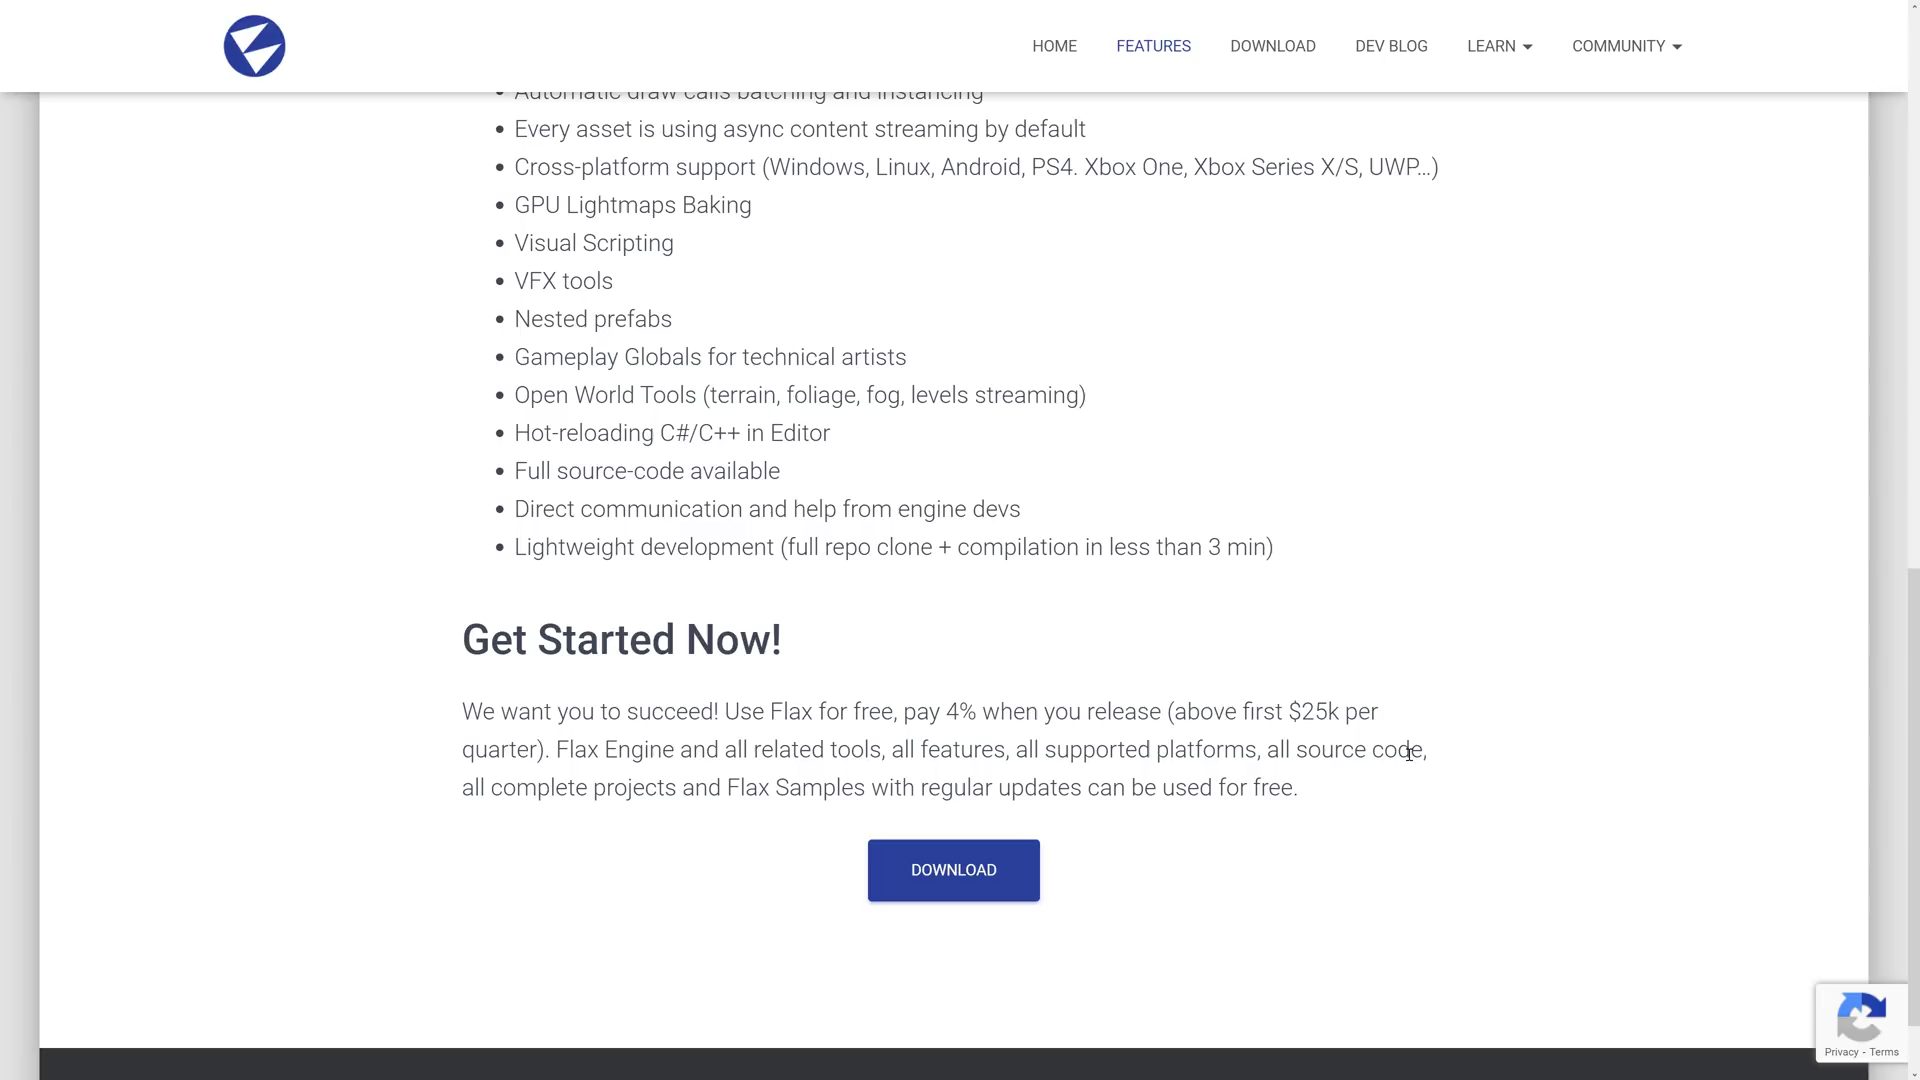 HOME FEATURES DOWNLOAD DEV BLOG LEARN COMMUNITY
Automatic draw calls batching and instancing
Every asset is using async content streaming by default
Cross-platform support (Windows, Linux, Android, PS4. Xbox One, Xbox Series X/S, UWP…)
GPU Lightmaps Baking
Visual Scripting
VFX tools
Nested prefabs
Gameplay Globals for technical artists
Open World Tools (terrain, foliage, fog, levels streaming)
Hot-reloading C#/C++ in Editor
Full source-code available
Direct communication and help from engine devs
Lightweight development (full repo clone + compilation in less than 3 min)
Get Started Now!
We want you to succeed! Use Flax for free, pay 4% when you release (above first $25k per
quarter). Flax Engine and all related tools, all features, all supported platforms, all source code,
all complete projects and Flax Samples with regular updates can be used for free.
DOWNLOAD
Privacy - Terms